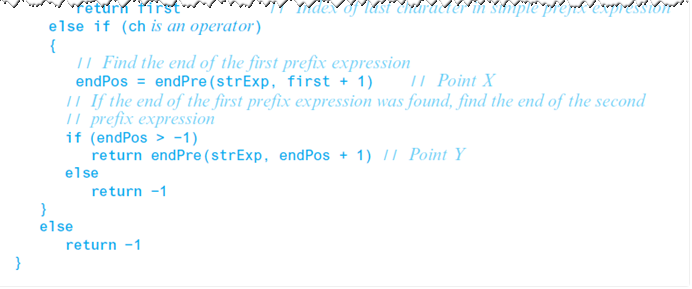 return first // Index of last character in simple prefix expression
else if (ch is an operator)
{
// Find the end of the first prefix expression
endPos = endPre(strExp, first + 1) // Point X
// If the end of the first prefix expression was found, find the end of the second
// prefix expression
if (endPos > −1)
return endPre(strExp, endPos + 1) // Point Y
else
return −1
}
else
return −1
}